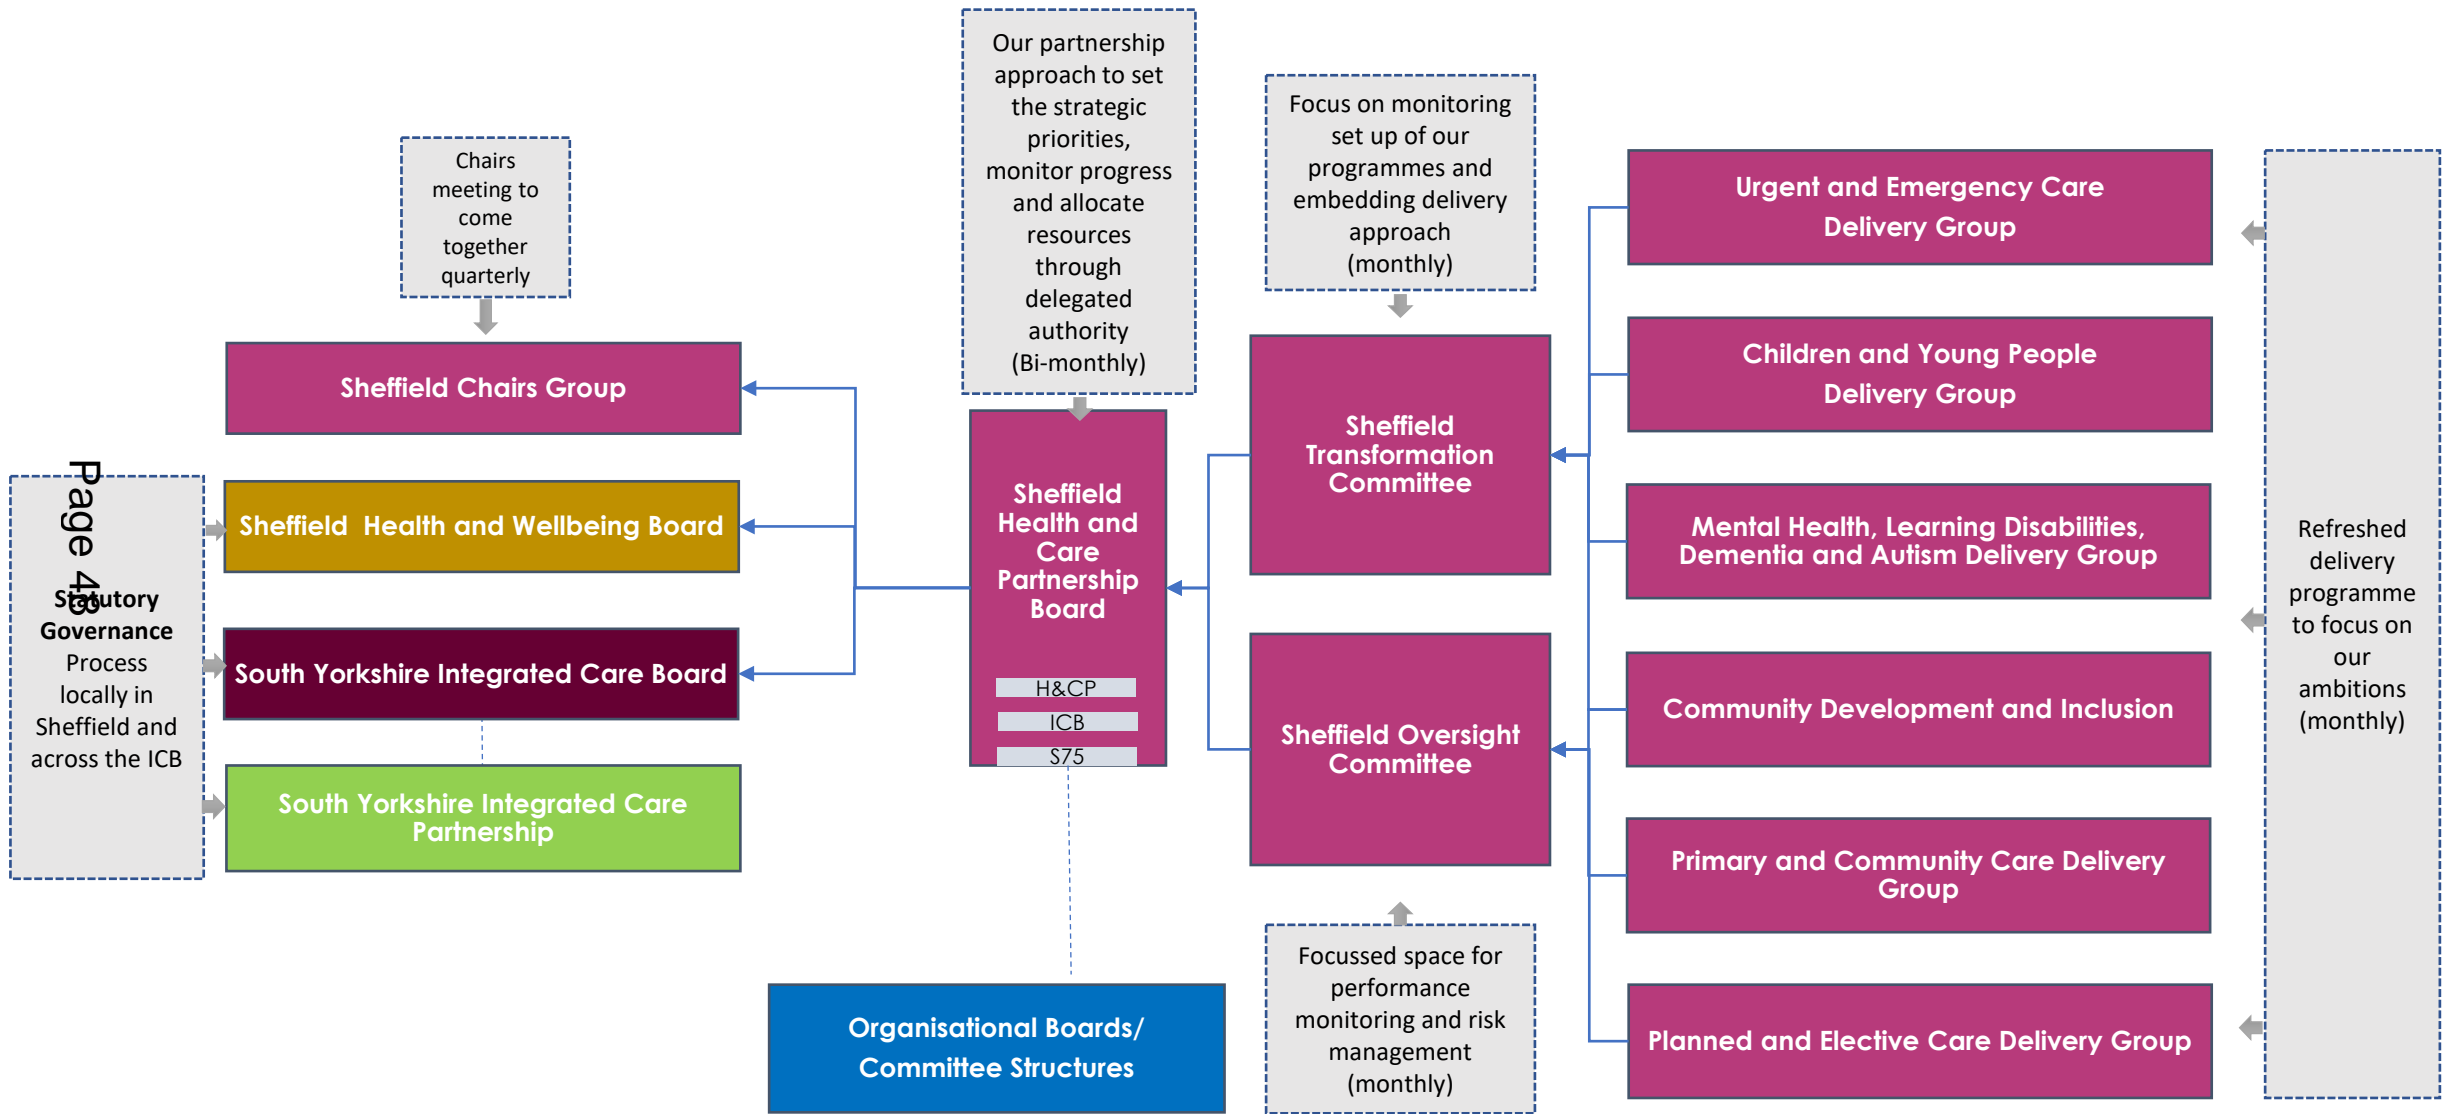 Our partnership
approach to set
the strategic
priorities,
monitor progress
and allocate
resources
through
delegated
authority
(Bi-monthly)
Focus on monitoring
set up of our
programmes and
embedding delivery
approach
(monthly)
Chairs
meeting to
come
together
quarterly
Urgent and Emergency Care
Delivery Group
Sheffield Chairs Group
Children and Young People
Delivery Group
Sheffield
Transformation
Committee
Page 43
Statutory
Governance
Process
locally in
Sheffield and
across the ICB
Sheffield  Health and Wellbeing Board
Sheffield
Health and
Care
Partnership
Board
H&CP
ICB
S75
Mental Health, Learning Disabilities,
Dementia and Autism Delivery Group
Refreshed
delivery
programme
to focus on
our
ambitions
(monthly)
South Yorkshire Integrated Care Board
Sheffield Oversight
Committee
Community Development and Inclusion
South Yorkshire Integrated Care
Partnership
Primary and Community Care Delivery
Group
Focussed space for
performance
monitoring and risk
management
(monthly)
Organisational Boards/
Committee Structures
Planned and Elective Care Delivery Group